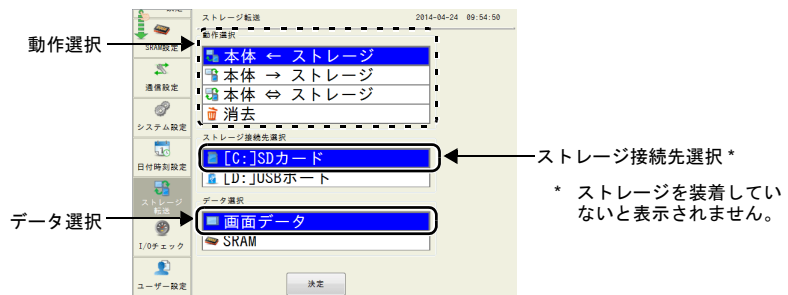 ストレージ転送
2014-04-24 09:54:50
動作選択
本体 ← ストレージ
本体 → ストレージ
本体 ⇔ ストレージ
消去
ストレージ接続先選択
[C:]SDカード
[D:]USBポート
データ選択
画面データ
SRAM
決定
SRAM設定
通信設定
システム設定
日付時刻設定
ストレージ
転送
I/Oチェック
ユーザー設定
動作選択
データ選択
ストレージ接続先選択 *
* ストレージを装着してい
ないと表示されません。